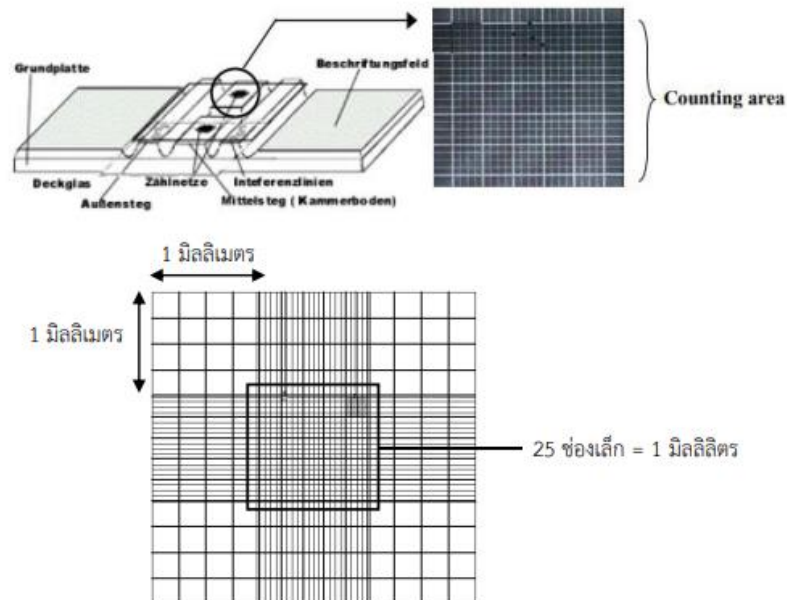 Grundplatte
Beschriftungsfeld
Counting area
Deckglas
Zählnetze
Inteferenzlinien
Außensteg
Mittelsteg ( Kammerboden)
1 มิลลิเมตร
1 มิลลิเมตร
25 ช่องเล็ก = 1 มิลลิลิตร